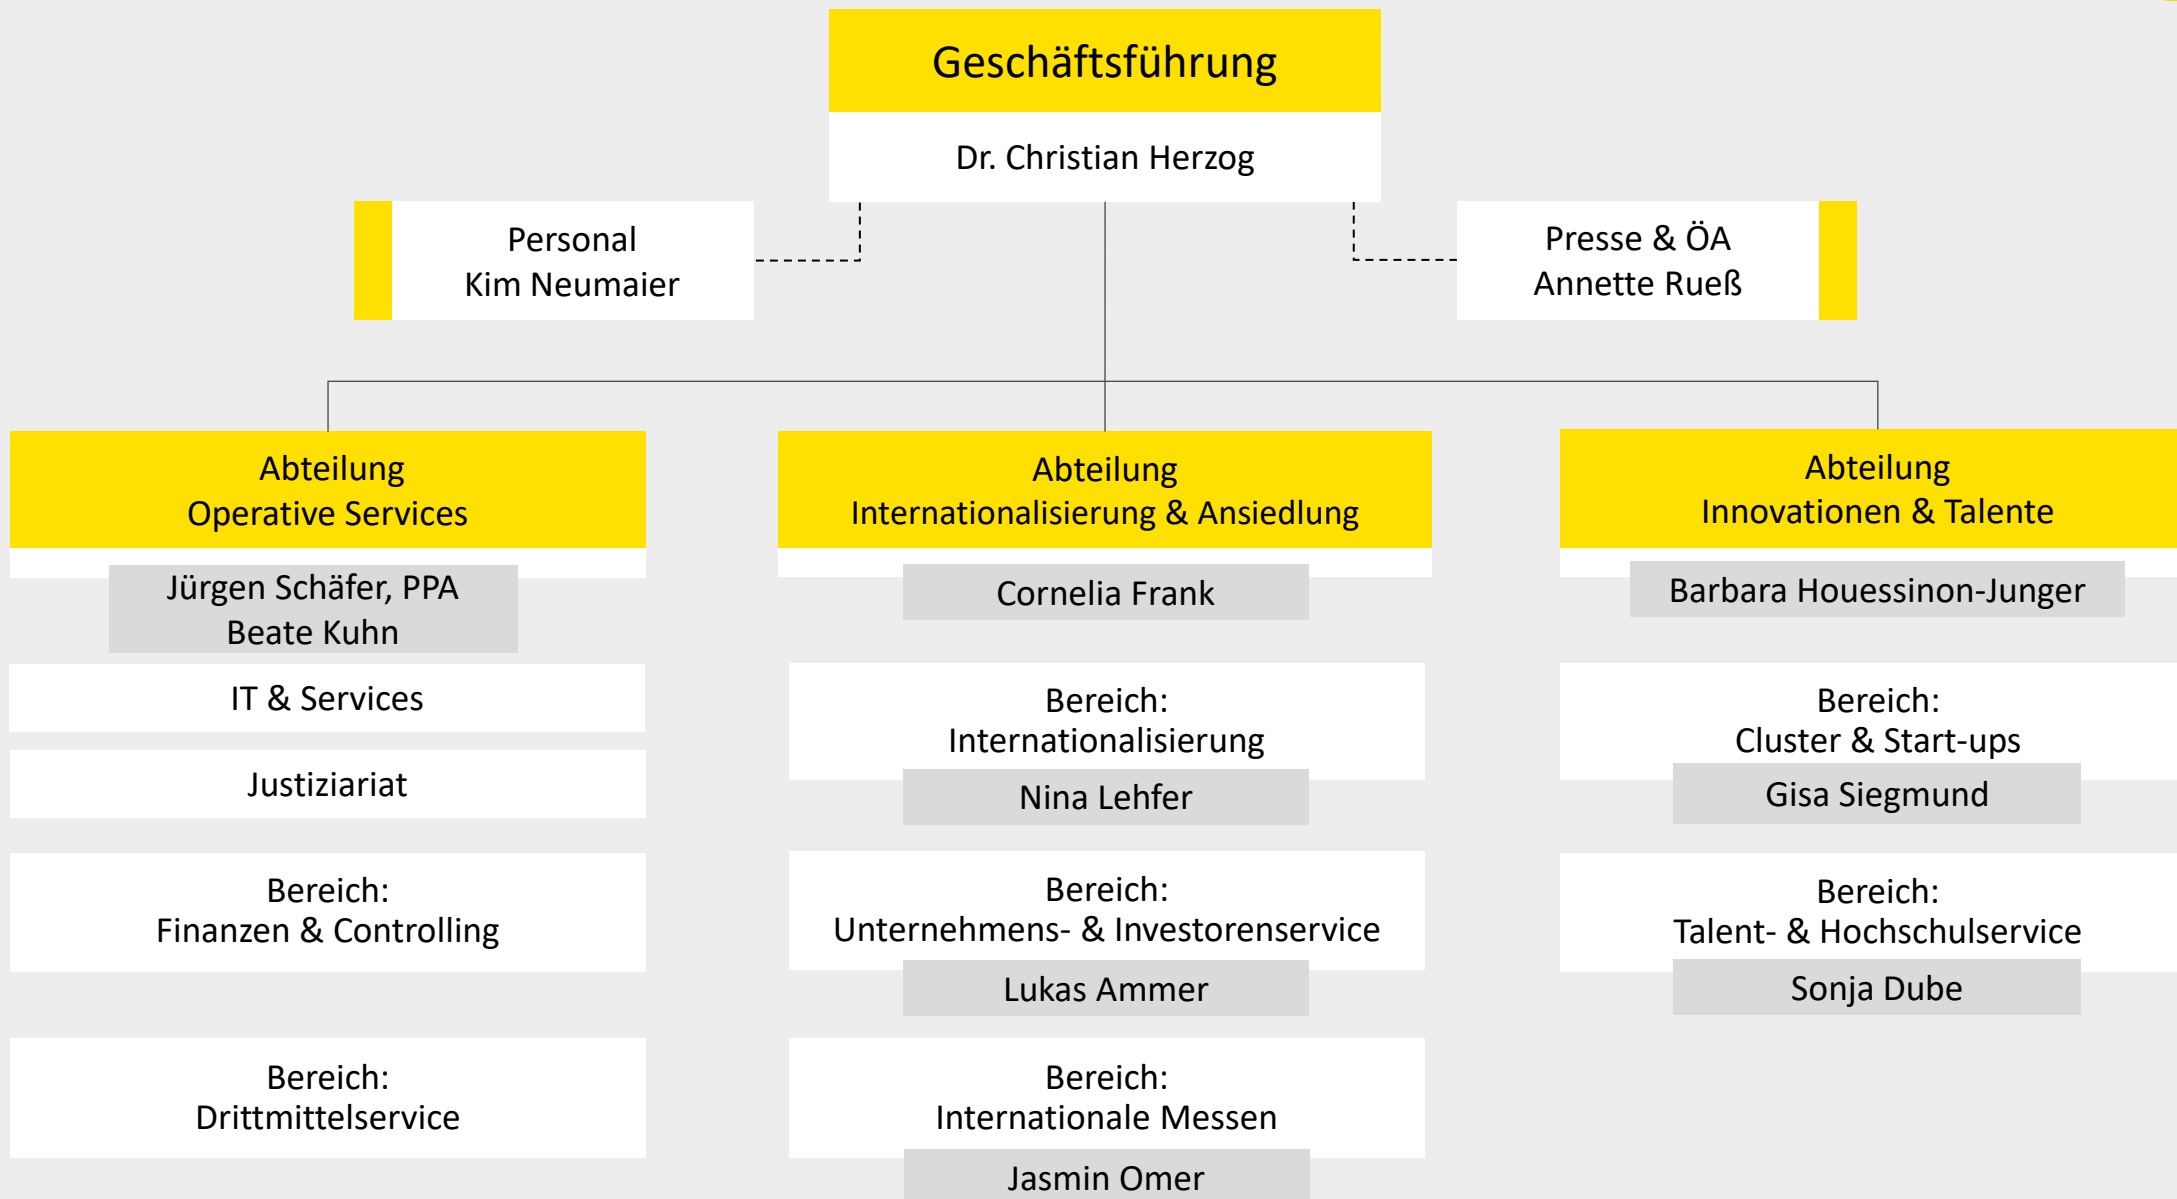 Geschäftsführung
Dr. Christian Herzog
Personal
Kim Neumaier
Presse & ÖA
Annette Rueß
Abteilung
Operative Services
Jürgen Schäfer, PPA
Beate Kuhn
IT & Services
Justiziariat
Bereich:
Finanzen & Controlling
Bereich:
Drittmittelservice
Abteilung
Internationalisierung & Ansiedlung
Cornelia Frank
Bereich:
Internationalisierung
Nina Lehfer
Bereich:
Unternehmens- & Investorenservice
Lukas Ammer
Bereich:
Internationale Messen
Jasmin Omer
Abteilung
Innovationen & Talente
Barbara Houessinon-Junger
Bereich:
Cluster & Start-ups
Gisa Siegmund
Bereich:
Talent- & Hochschulservice
Sonja Dube